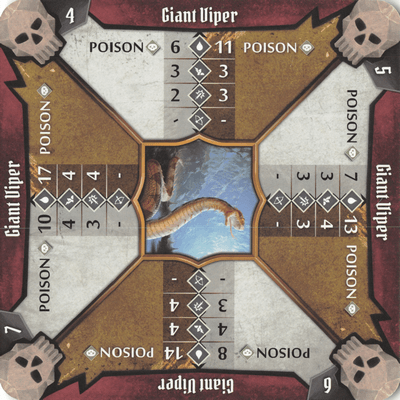 4
Giant Viper
POISON 6 11 POISON
3 3
2 3
- -
5
Giant Viper
POISON 7 13 POISON
3 4
3 3
- -
6
Giant Viper
POISON 8 14 POISON
4 4
3 4
- -
7
Giant Viper
POISON 10 17 POISON
4 4
3 4
- -